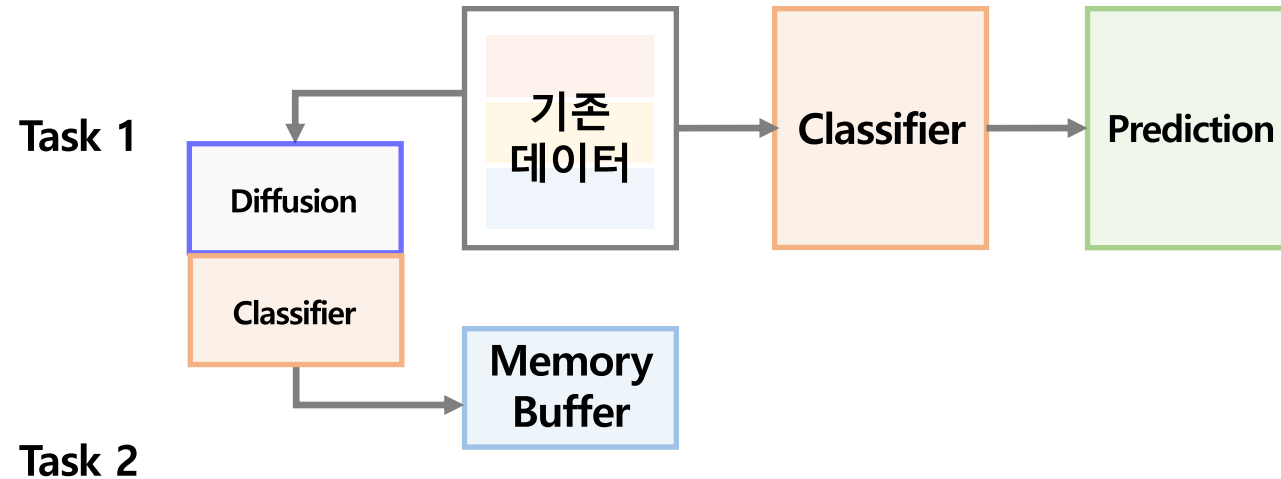 Task 1
기존
데이터
Classifier
Prediction
Diffusion
Classifier
Memory
Buffer
Task 2